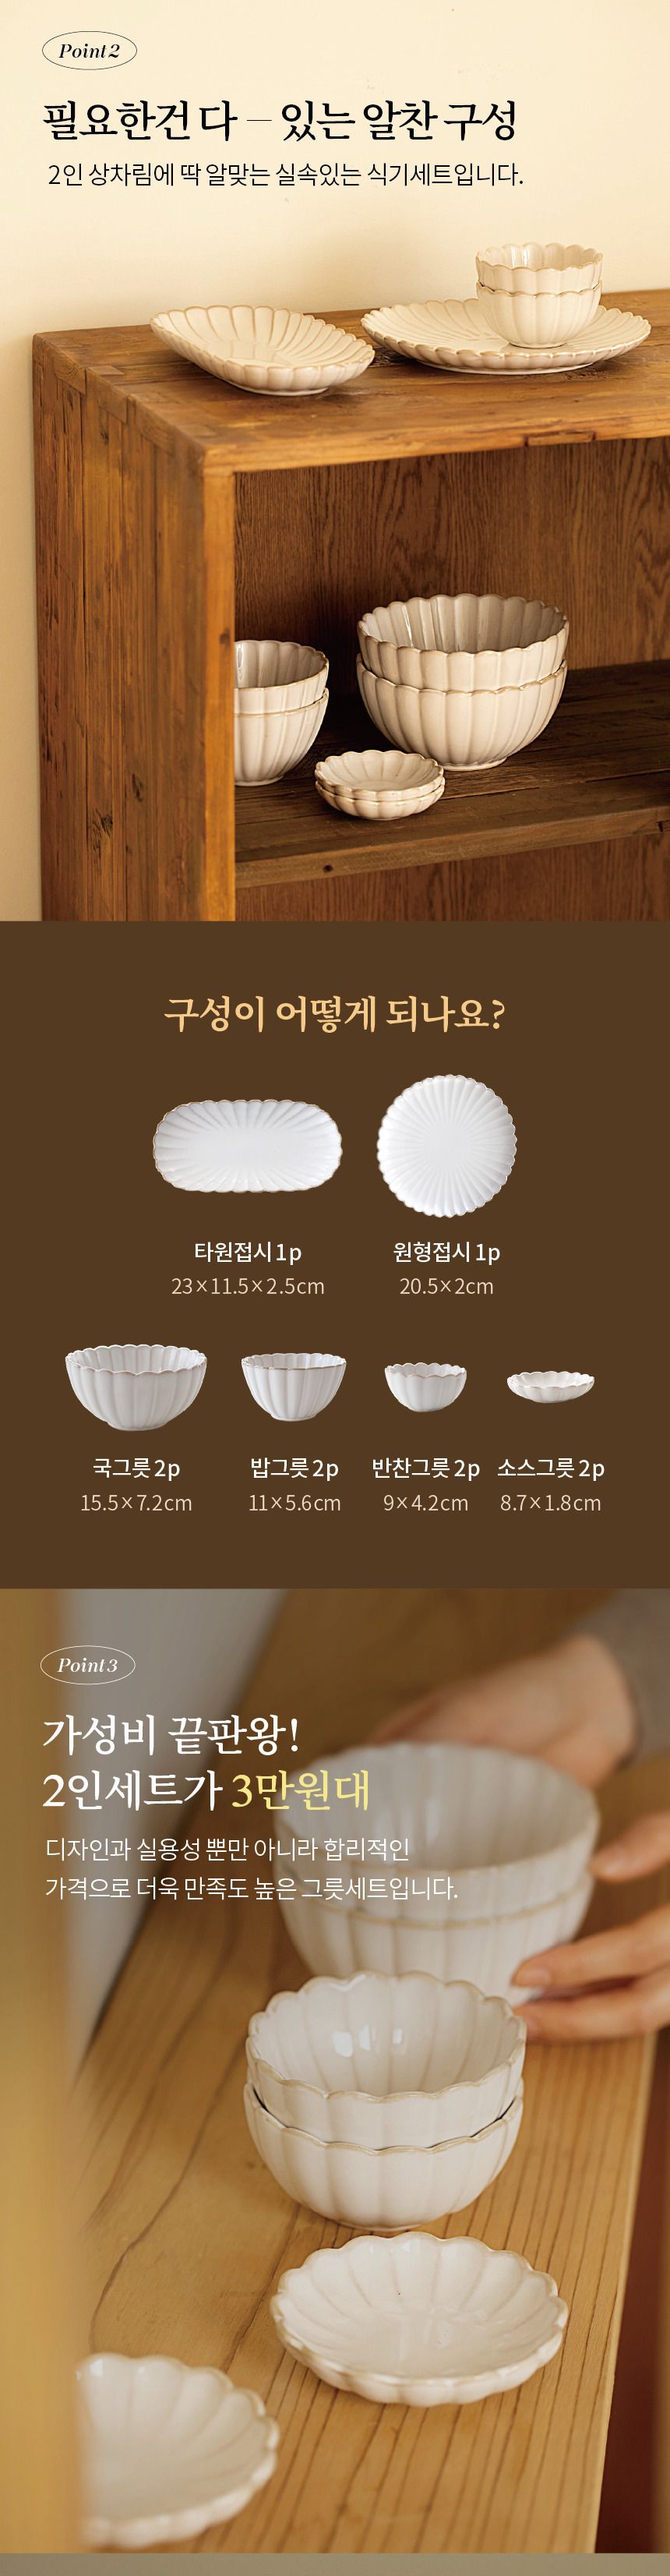 Point2
필요한건 다 – 있는 알찬 구성
2인 상차림에 딱 알맞는 실속있는 식기세트입니다.
구성이 어떻게 되나요?
타원접시 1p
23×11.5×2.5cm
원형접시 1p
20.5×2cm
국그릇 2p
15.5×7.2cm
밥그릇 2p
11×5.6cm
반찬그릇 2p
9×4.2cm
소스그릇 2p
8.7×1.8cm
Point3
가성비 끝판왕!
2인세트가 3만원대
디자인과 실용성 뿐만 아니라 합리적인
가격으로 더욱 만족도 높은 그릇세트입니다.